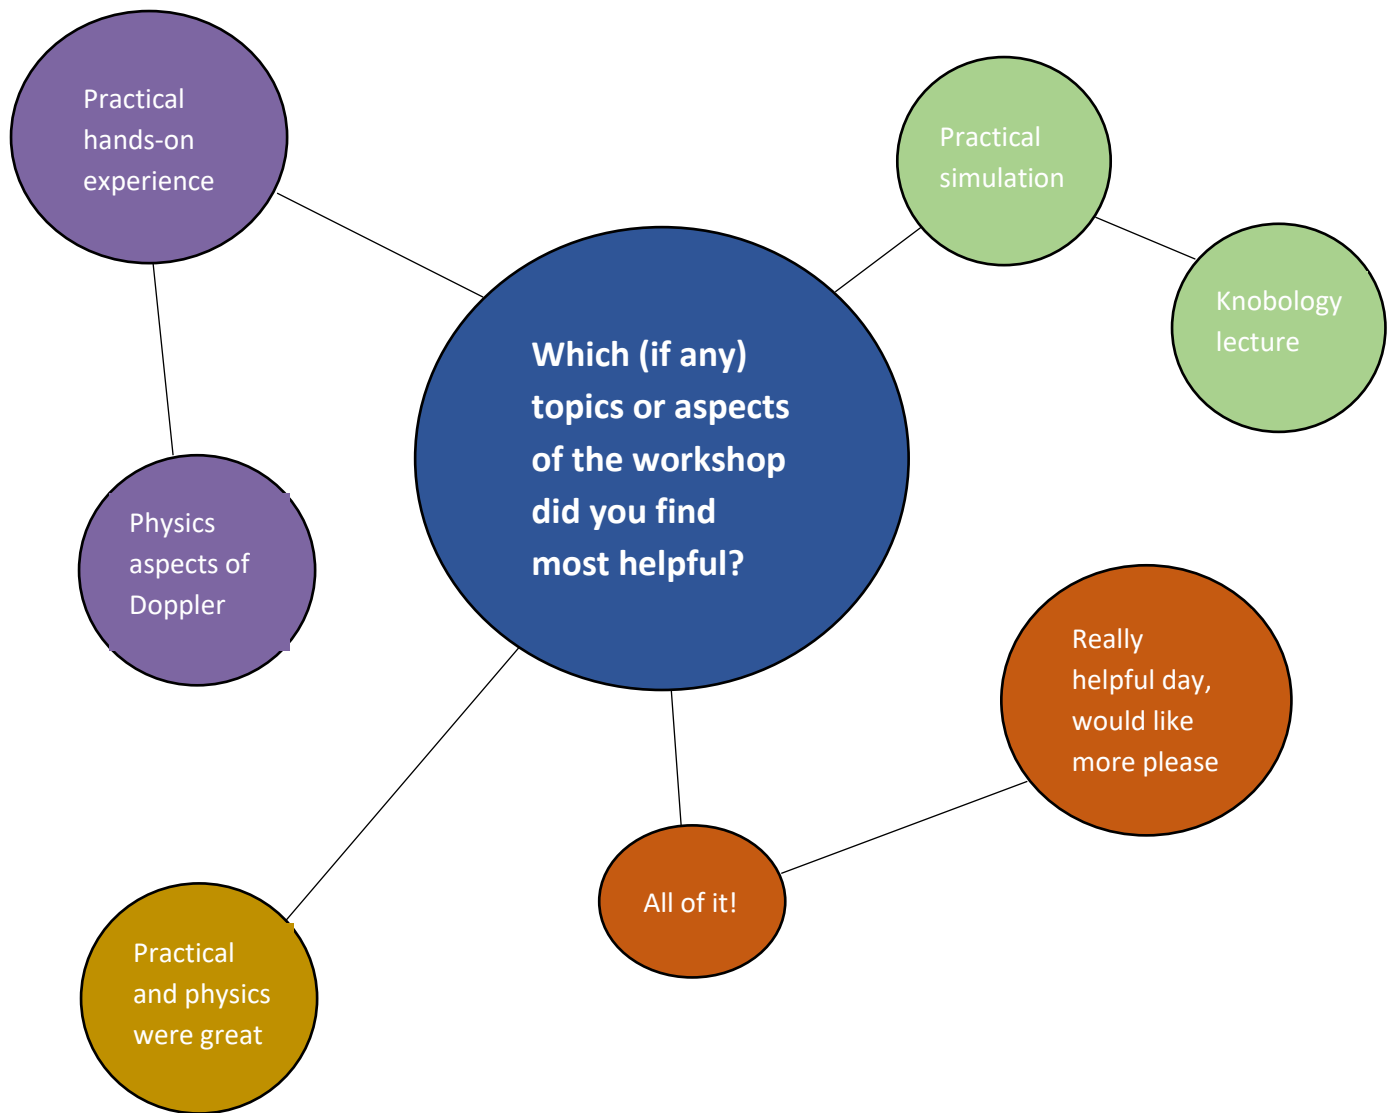 Practical
hands-on
experience
Practical
simulation
Knobology
lecture
Which (if any)
topics or aspects
of the workshop
did you find
most helpful?
Physics
aspects of
Doppler
Really
helpful day,
would like
more please
All of it!
Practical
and physics
were great